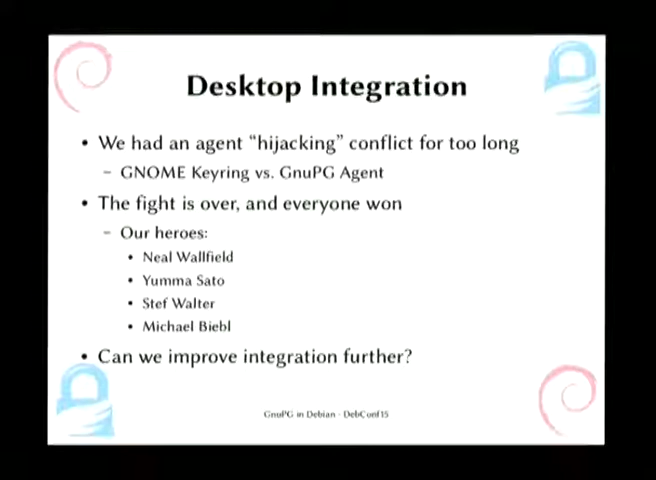 Desktop Integration
• We had an agent “hijacking” conflict for too long
– GNOME Keyring vs. GnuPG Agent
• The fight is over, and everyone won
– Our heroes:
• Neal Wallfield
• Yumma Sato
• Stef Walter
• Michael Biebl
• Can we improve integration further?
GnuPG in Debian - DebConf15